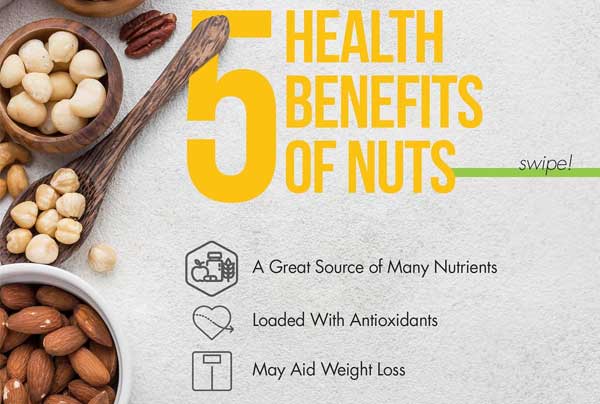 5 HEALTH
BENEFITS
OF NUTS
swipe!
A Great Source of Many Nutrients
Loaded With Antioxidants
May Aid Weight Loss